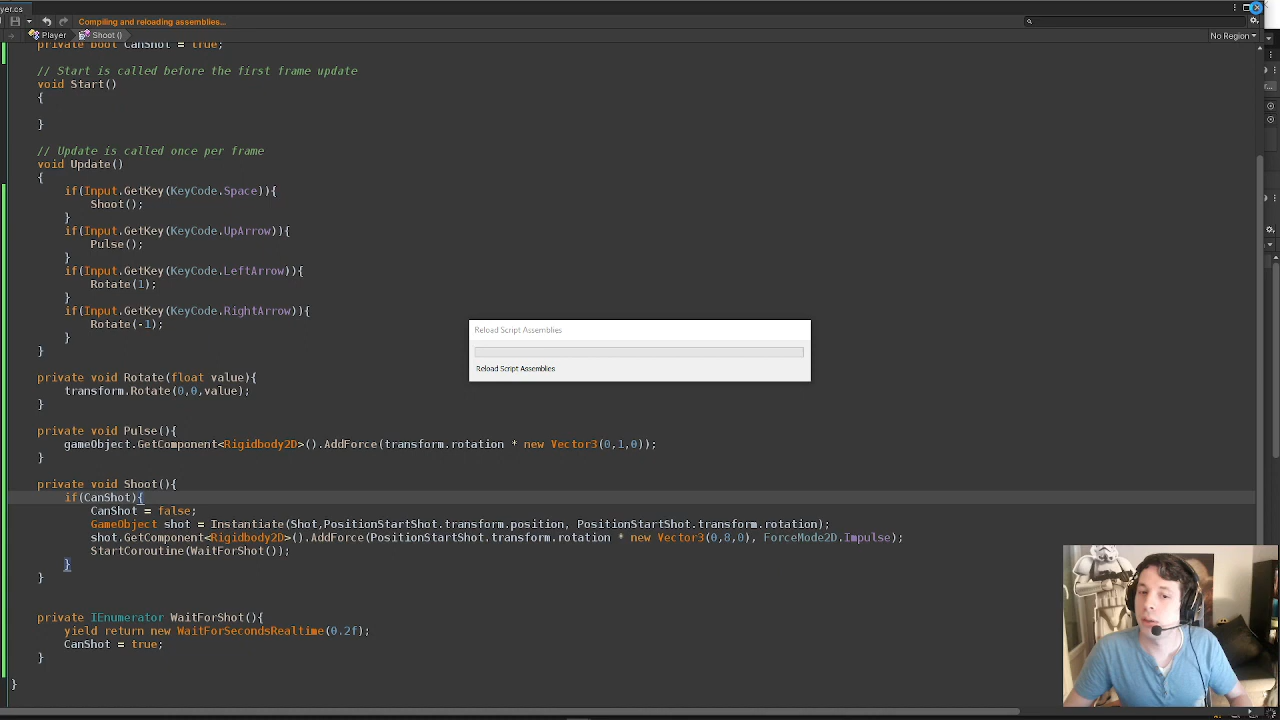 yer.cs
Compiling and reloading assemblies...
Player
Shoot ()
No Region
private bool CanShot = true;
// Start is called before the first frame update
void Start()
{
}
// Update is called once per frame
void Update()
{
if(Input.GetKey(KeyCode.Space)){
Shoot();
}
if(Input.GetKey(KeyCode.UpArrow)){
Pulse();
}
if(Input.GetKey(KeyCode.LeftArrow)){
Rotate(1);
}
if(Input.GetKey(KeyCode.RightArrow)){
Rotate(-1);
}
}
private void Rotate(float value){
transform.Rotate(0,0,value);
}
private void Pulse(){
gameObject.GetComponent<Rigidbody2D>().AddForce(transform.rotation * new Vector3(0,1,0));
}
private void Shoot(){
if(CanShot){
CanShot = false;
GameObject shot = Instantiate(Shot,PositionStartShot.transform.position, PositionStartShot.transform.rotation);
shot.GetComponent<Rigidbody2D>().AddForce(PositionStartShot.transform.rotation * new Vector3(0,8,0), ForceMode2D.Impulse);
StartCoroutine(WaitForShot());
}
}
private IEnumerator WaitForShot(){
yield return new WaitForSecondsRealtime(0.2f);
CanShot = true;
}
}
Reload Script Assemblies
Reload Script Assemblies